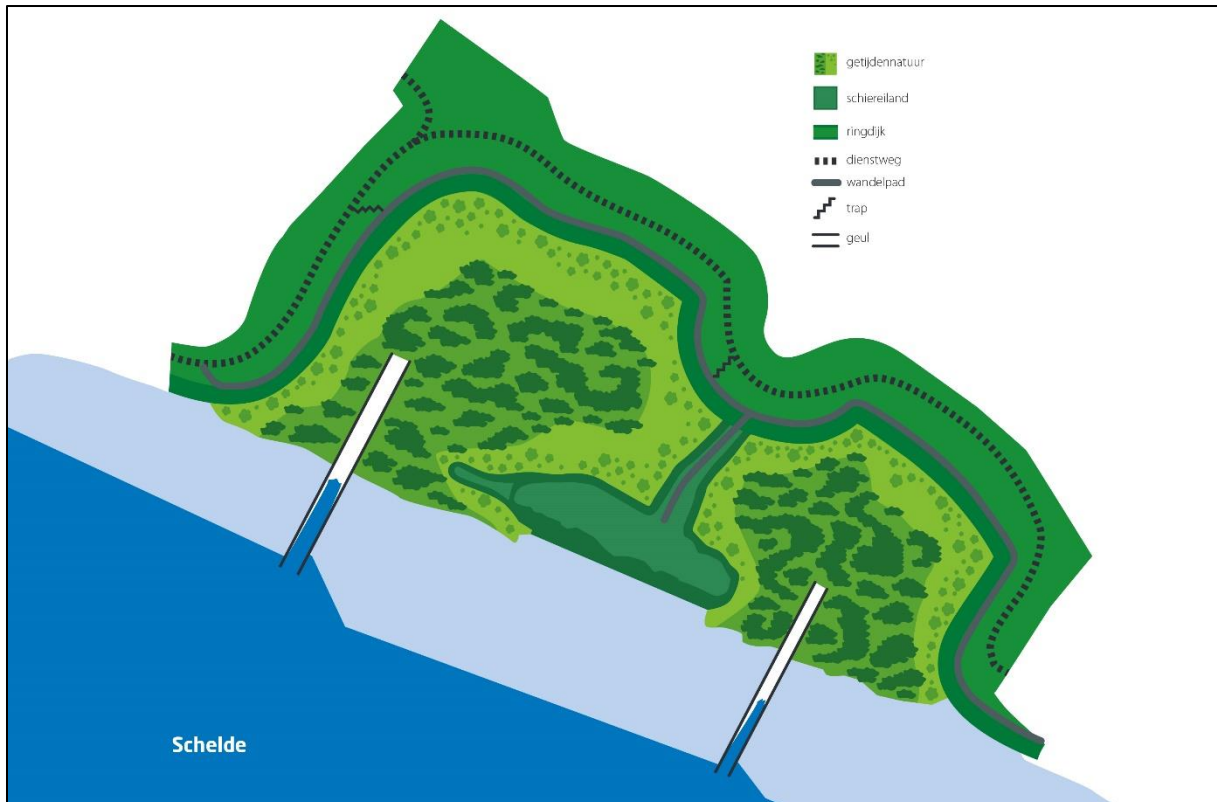 getijdennatuur
schiereiland
ringdijk
dienstweg
wandelpad
trap
geul
Schelde